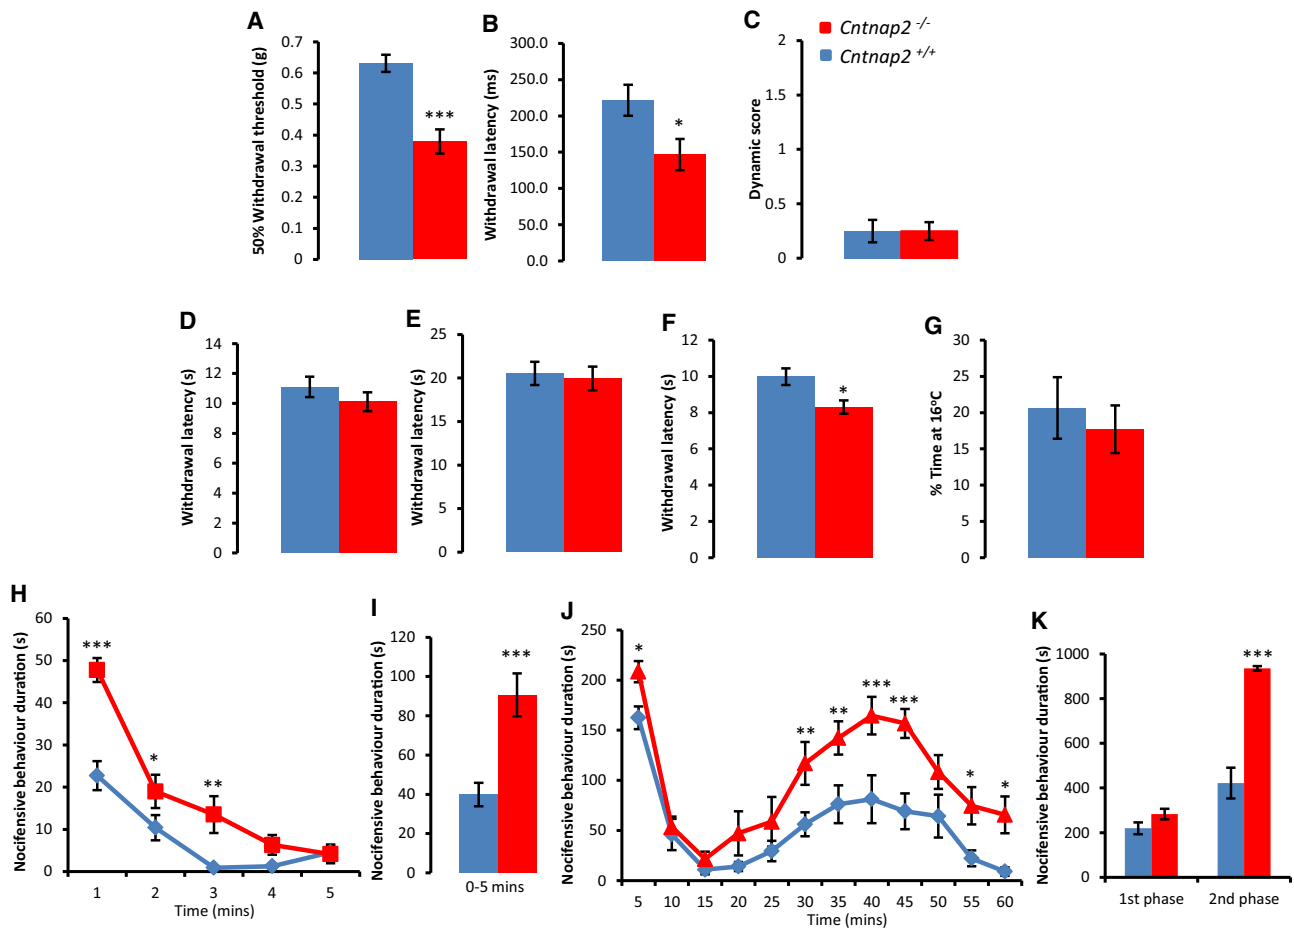 A
50% Withdrawal threshold (g)
0.7
0.6
0.5
0.4
0.3
0.2
0.1
0
***
B
Withdrawal latency (ms)
300.0
250.0
200.0
150.0
100.0
50.0
0.0
*
C
Dynamic score
2
1.5
1
0.5
0
Cntnap2 -/-
Cntnap2 +/+
D
Withdrawal latency (s)
14
12
10
8
6
4
2
0
E
Withdrawal latency (s)
25
20
15
10
5
0
F
Withdrawal latency (s)
12
10
8
6
4
2
0
*
G
% Time at 16°C
30
25
20
15
10
5
0
H
Nocifensive behaviour duration (s)
60
50
40
30
20
10
0
***
*
**
1 2 3 4 5
Time (mins)
I
Nocifensive behaviour duration (s)
120
100
80
60
40
20
0
***
0-5 mins
J
Nocifensive behaviour duration (s)
250
200
150
100
50
0
*
**
**
***
***
*
*
5 10 15 20 25 30 35 40 45 50 55 60
Time (mins)
K
Nocifensive behaviour duration (s)
1000
800
600
400
200
0
***
1st phase 2nd phase